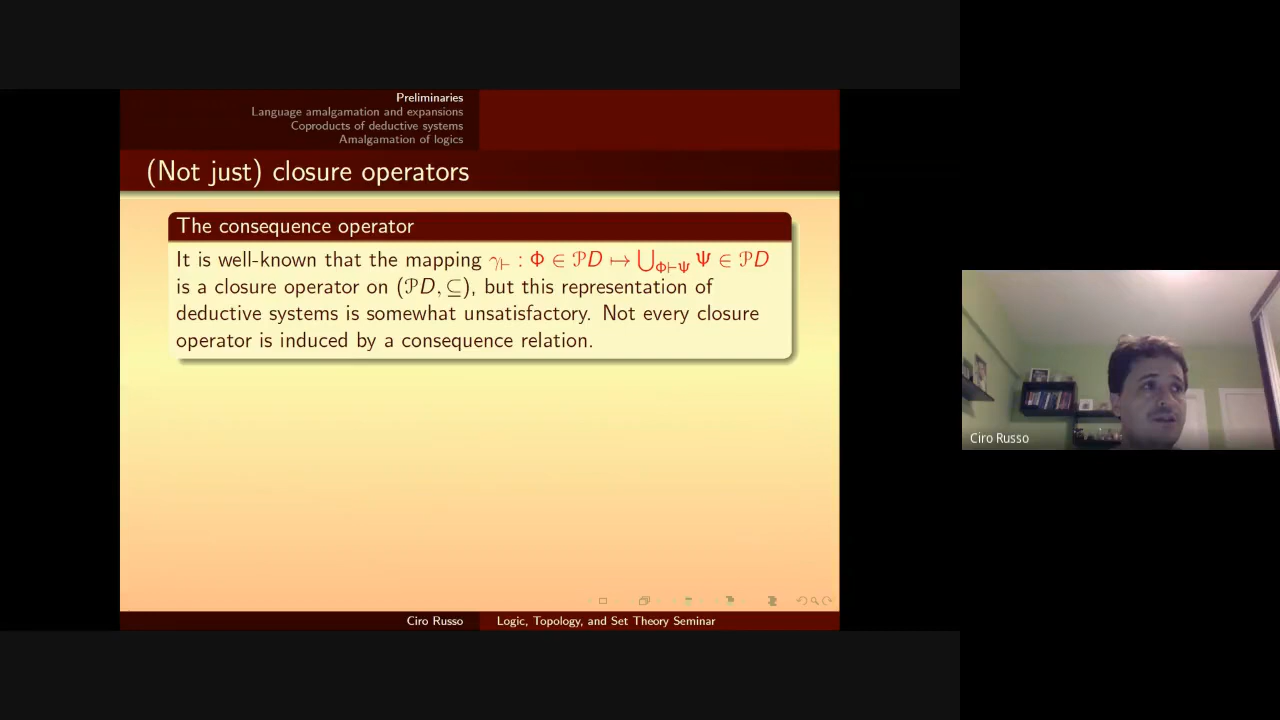 Preliminaries
Language amalgamation and expansions
Coproducts of deductive systems
Amalgamation of logics
(Not just) closure operators
The consequence operator
It is well-known that the mapping γ⊢ : Φ ∈ 𝒫D ↦ ⋃Φ⊢Ψ Ψ ∈ 𝒫D
is a closure operator on (𝒫D, ⊆), but this representation of
deductive systems is somewhat unsatisfactory. Not every closure
operator is induced by a consequence relation.
Ciro Russo
Ciro Russo Logic, Topology, and Set Theory Seminar